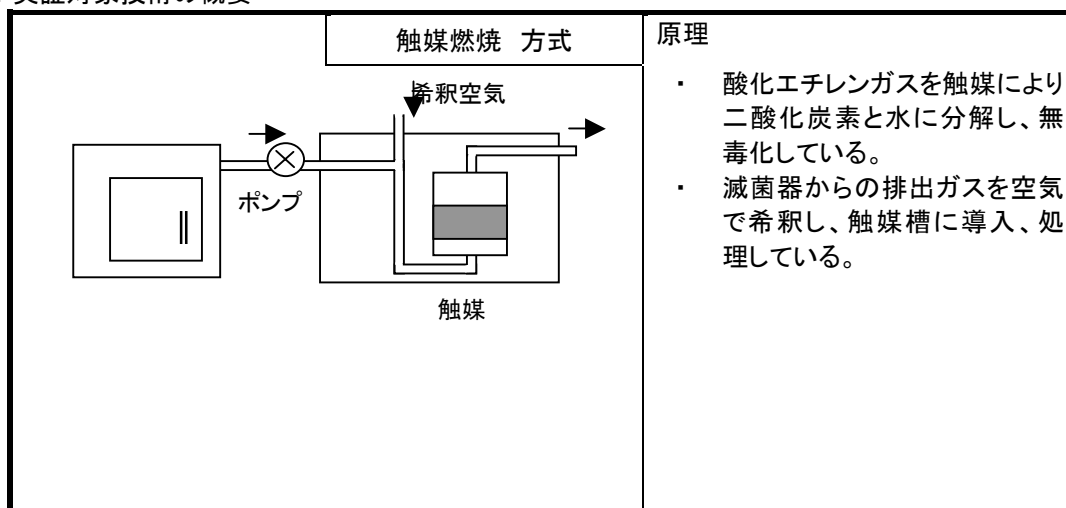 触媒燃焼 方式
希釈空気
ポンプ
触媒
原理
・ 酸化エチレンガスを触媒により
二酸化炭素と水に分解し、無
毒化している。
・ 滅菌器からの排出ガスを空気
で希釈し、触媒槽に導入、処
理している。